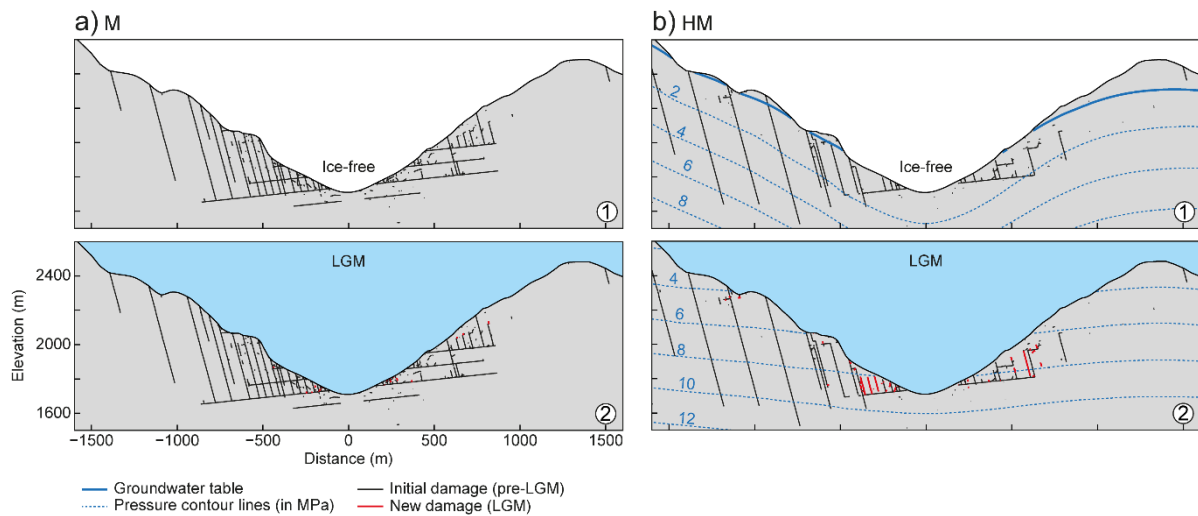 a) M
b) HM
Ice-free
①
2
4
6
8
Ice-free
①
Elevation (m)
2400
2000
1600
LGM
②
−1500
−1000
−500
0
500
1000
1500
Distance (m)
4
6
8
10
12
LGM
②
Groundwater table
Pressure contour lines (in MPa)
Initial damage (pre-LGM)
New damage (LGM)